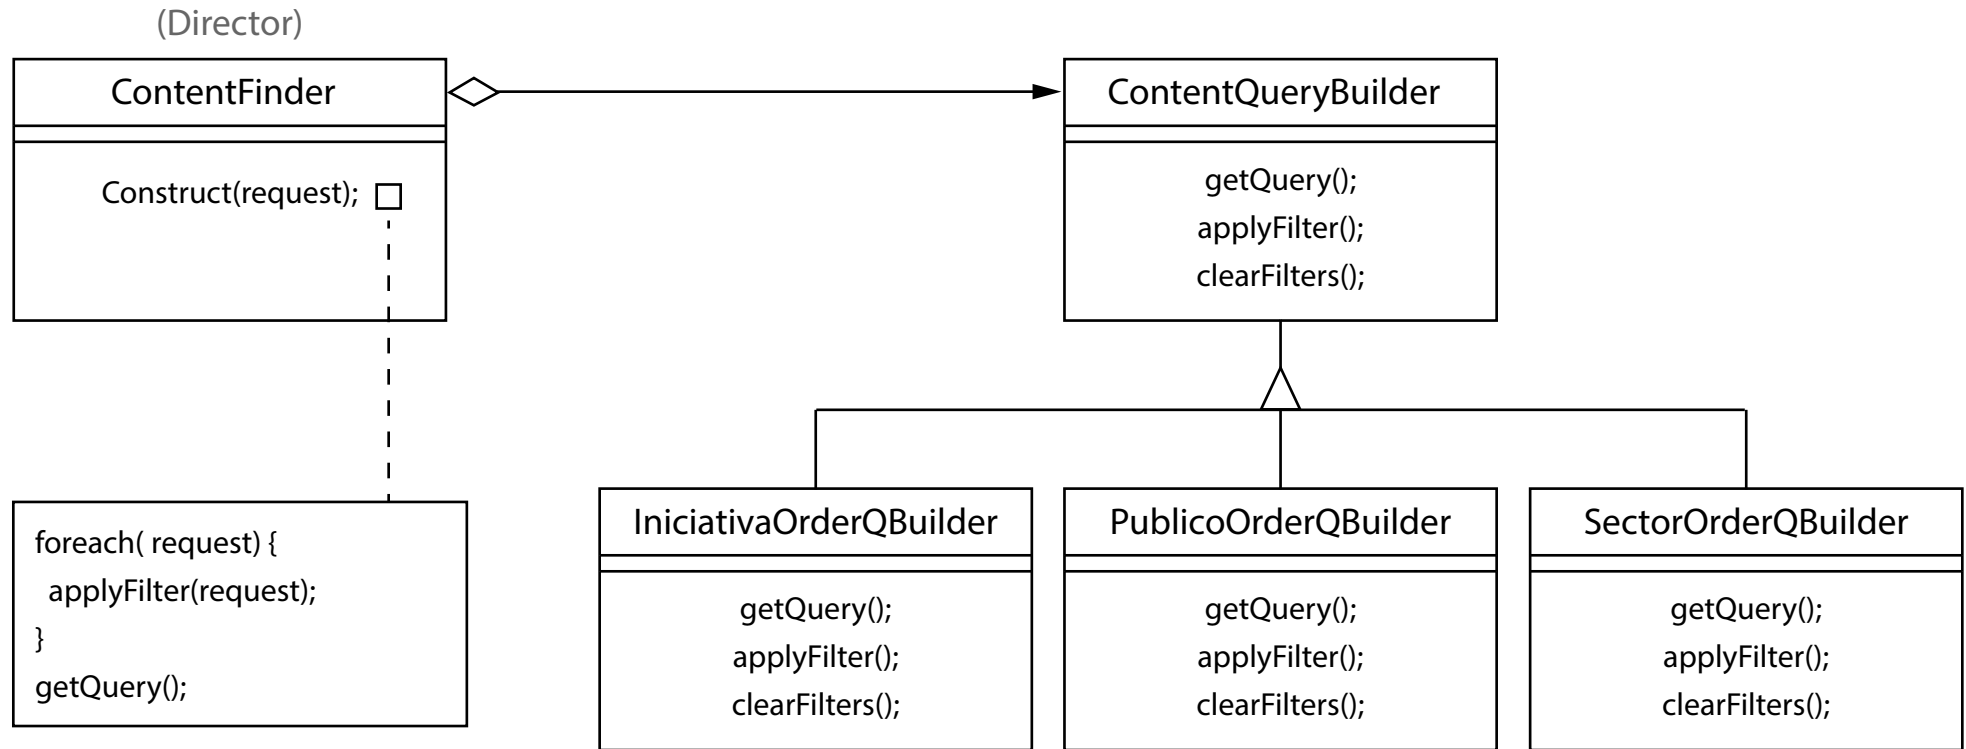 (Director)
ContentFinder
Construct(request);
ContentQueryBuilder
getQuery();
applyFilter();
clearFilters();
foreach( request) {
applyFilter(request);
}
getQuery();
IniciativaOrderQBuilder
getQuery();
applyFilter();
clearFilters();
PublicoOrderQBuilder
getQuery();
applyFilter();
clearFilters();
SectorOrderQBuilder
getQuery();
applyFilter();
clearFilters();